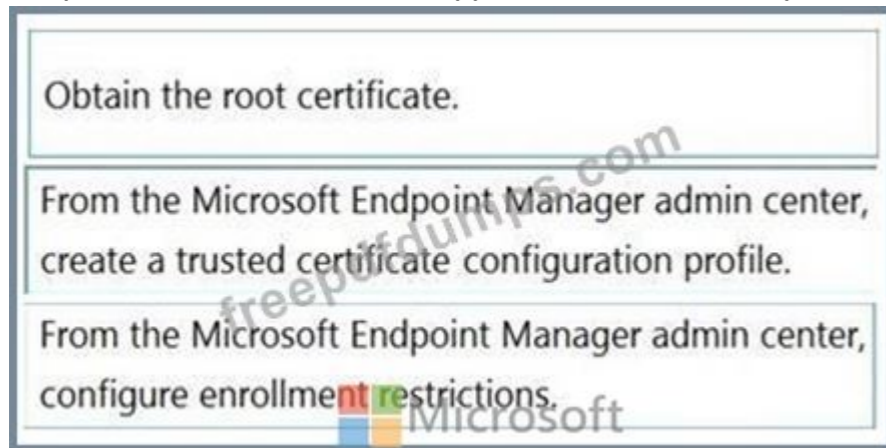 Obtain the root certificate.
From the Microsoft Endpoint Manager admin center,
create a trusted certificate configuration profile.
From the Microsoft Endpoint Manager admin center,
configure enrollment restrictions.
freepdfdumps.com
Microsoft